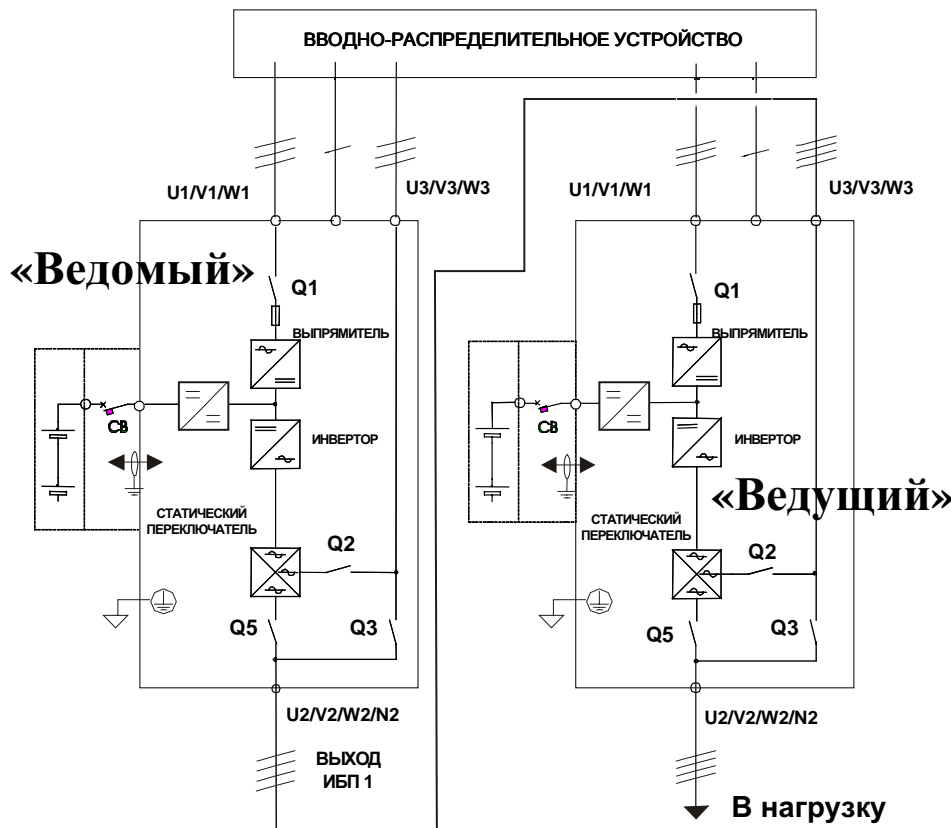 ВВОДНО-РАСПРЕДЕЛИТЕЛЬНОЕ УСТРОЙСТВО
U1/V1/W1
U3/V3/W3
U1/V1/W1
U3/V3/W3
«Ведомый»
Q1
ВЫПРЯМИТЕЛЬ
CB
ИНВЕРТОР
СТАТИЧЕСКИЙ
ПЕРЕКЛЮЧАТЕЛЬ
Q2
Q5
Q3
U2/V2/W2/N2
ВЫХОД
ИБП 1
Q1
ВЫПРЯМИТЕЛЬ
CB
ИНВЕРТОР
«Ведущий»
СТАТИЧЕСКИЙ
ПЕРЕКЛЮЧАТЕЛЬ
Q2
Q5
Q3
U2/V2/W2/N2
В нагрузку